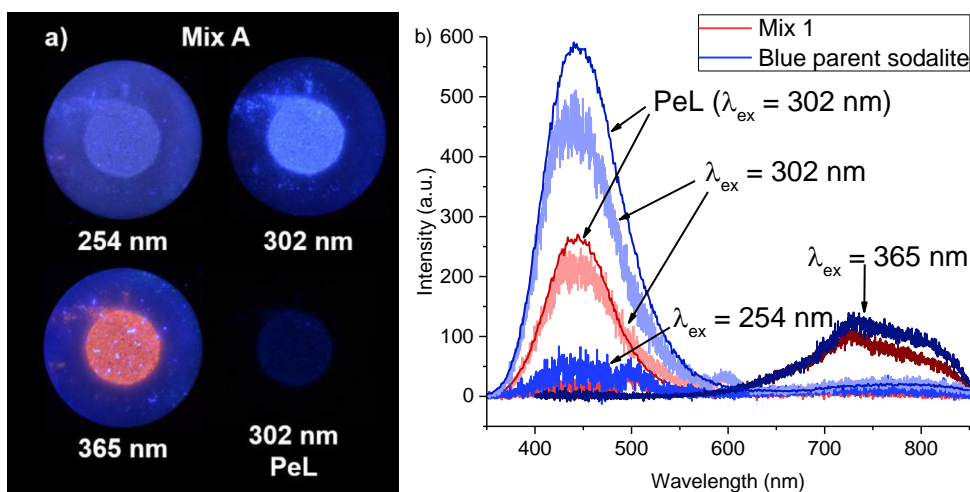 a) Mix A
254 nm 302 nm
365 nm 302 nm
PeL
b)
Mix 1
Blue parent sodalite
PeL (λex = 302 nm)
λex = 302 nm
λex = 365 nm
λex = 254 nm
Intensity (a.u.)
600
500
400
300
200
100
0
400 500 600 700 800
Wavelength (nm)